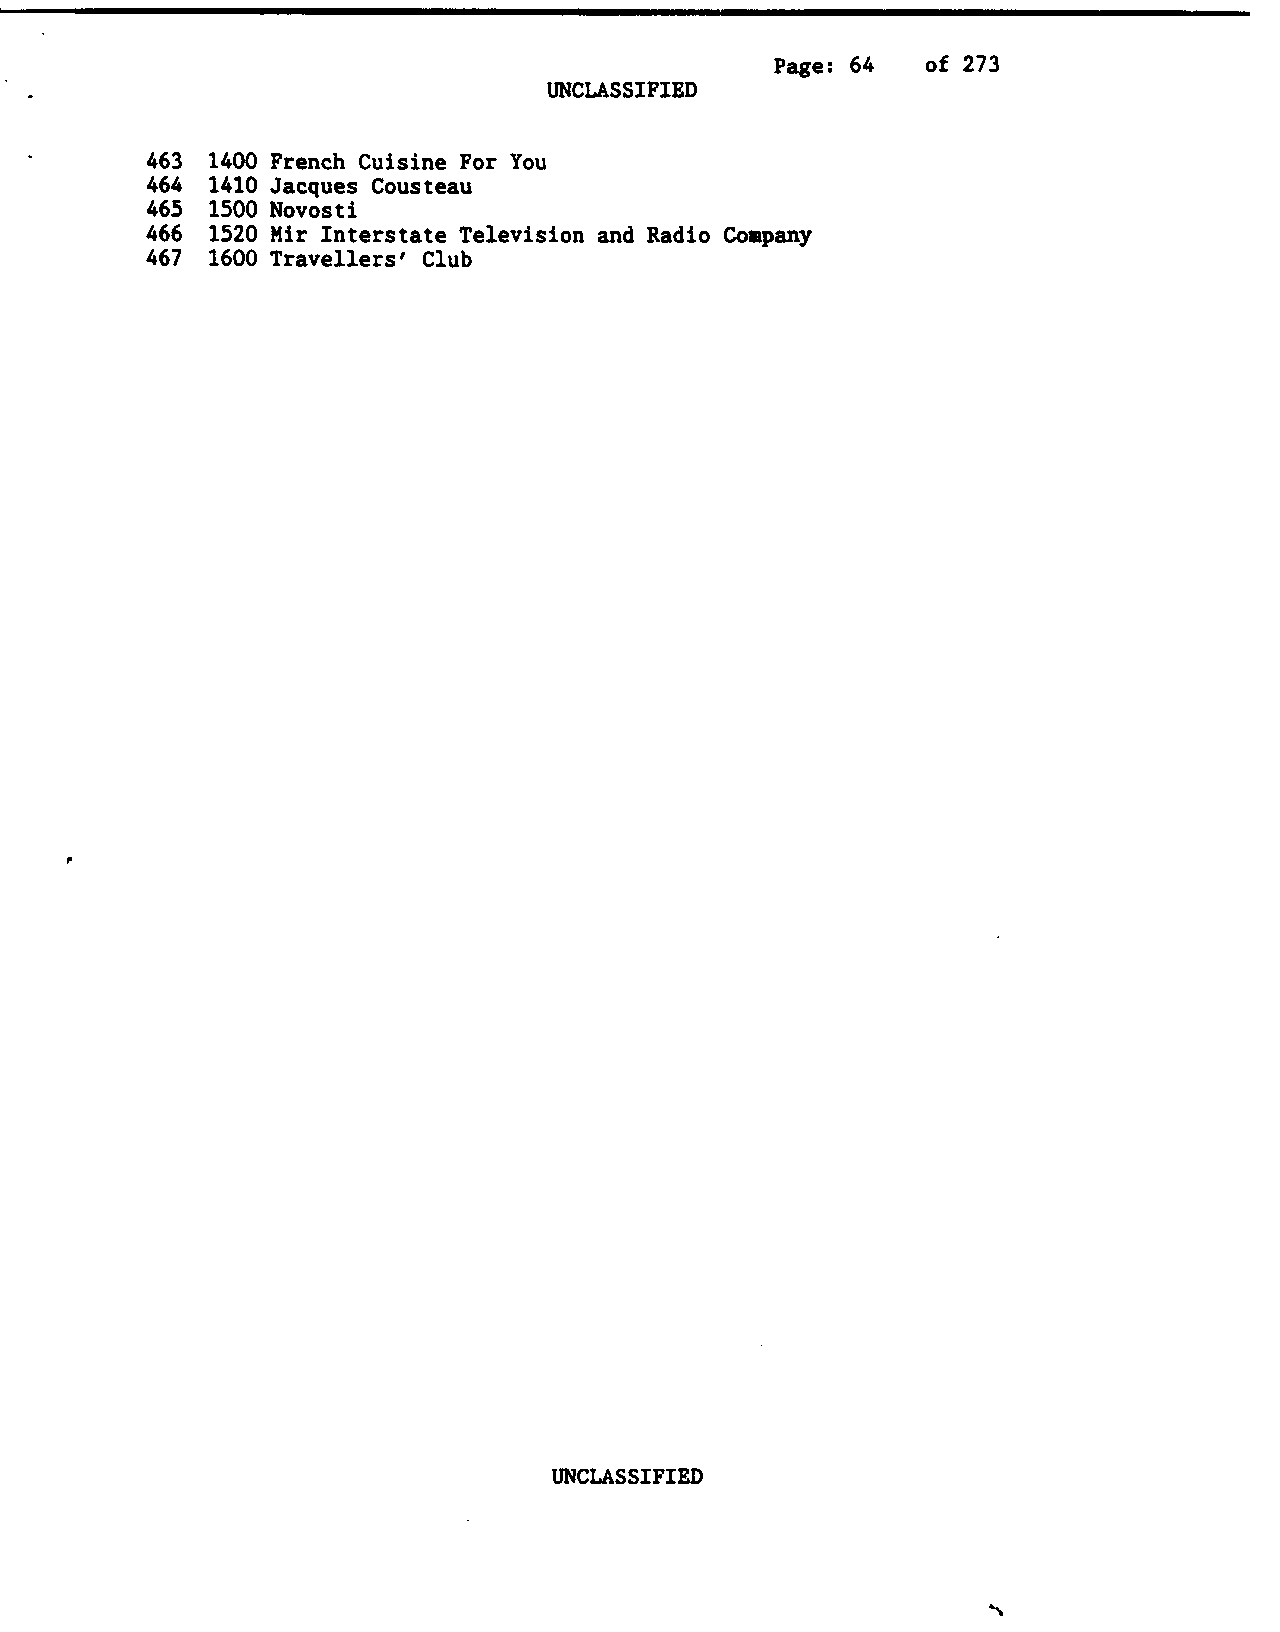 Page: 64 of 273
UNCLASSIFIED
463 1400 French Cuisine For You
464 1410 Jacques Cousteau
465 1500 Novosti
466 1520 Mir Interstate Television and Radio Company
467 1600 Travellers' Club
UNCLASSIFIED